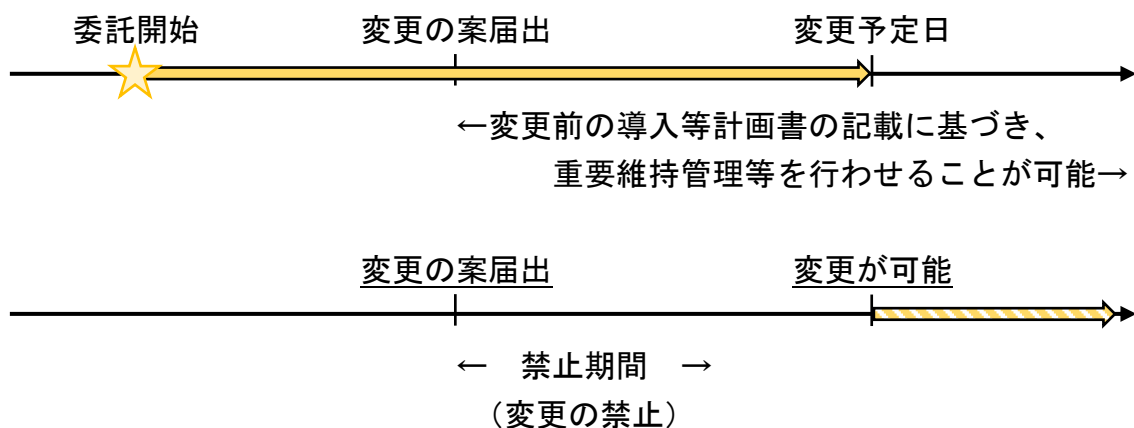 委託開始 変更の案届出 変更予定日
←変更前の導入等計画書の記載に基づき、
重要維持管理等を行わせることが可能→
変更の案届出 変更が可能
← 禁止期間 →
（変更の禁止）